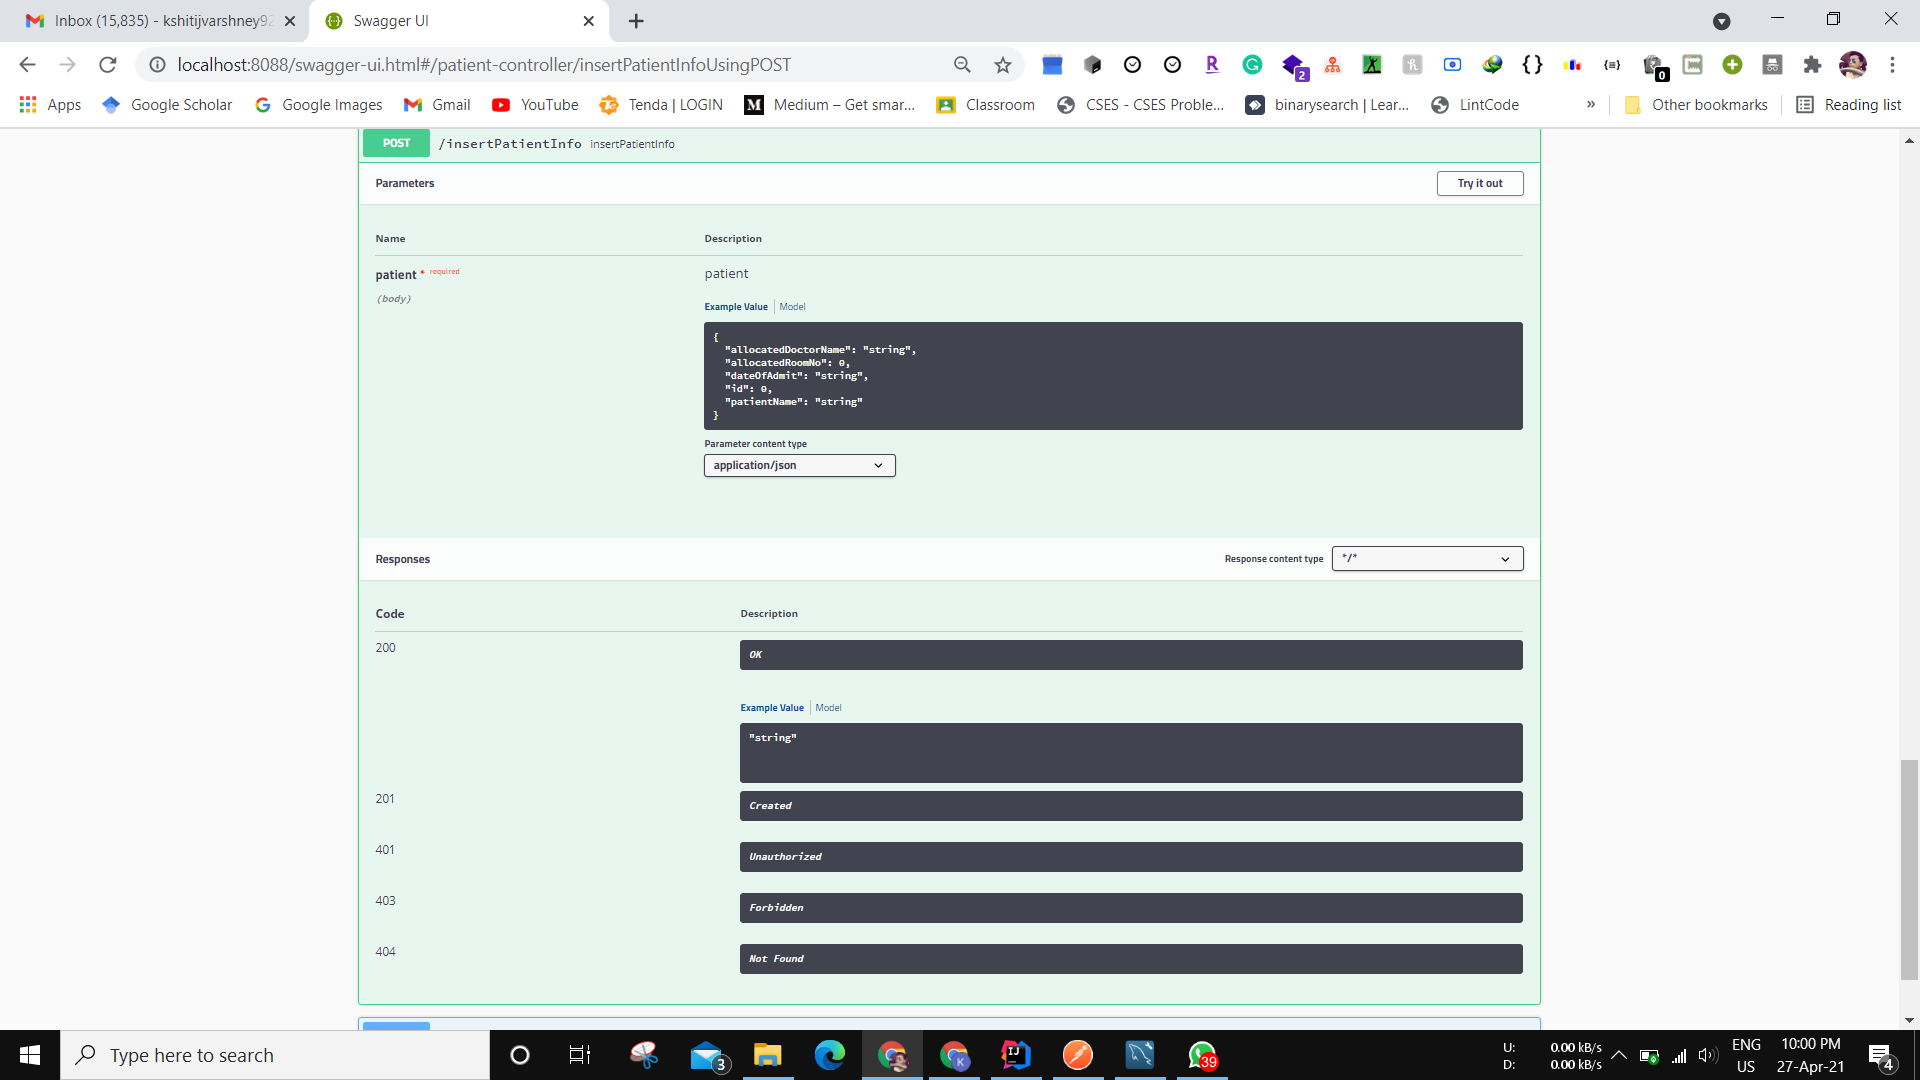 Inbox (15,835) - kshitijvarshney92
Swagger UI
localhost:8088/swagger-ui.html#/patient-controller/insertPatientInfoUsingPOST
Apps
Google Scholar
Google Images
Gmail
YouTube
Tenda | LOGIN
Medium – Get smar...
Classroom
CSES - CSES Proble...
binarysearch | Lear...
LintCode
»
Other bookmarks
Reading list
POST /insertPatientInfo insertPatientInfo
Parameters
Try it out
Name Description
patient * required
(body)
patient
Example Value | Model
{
"allocatedDoctorName": "string",
"allocatedRoomNo": 0,
"dateOfAdmit": "string",
"id": 0,
"patientName": "string"
}
Parameter content type
application/json
Responses
Response content type */*
Code Description
200 OK
Example Value | Model
"string"
201 Created
401 Unauthorized
403 Forbidden
404 Not Found
Type here to search
3
39
U: 0.00 kB/s
D: 0.00 kB/s
ENG
US
10:00 PM
27-Apr-21
4